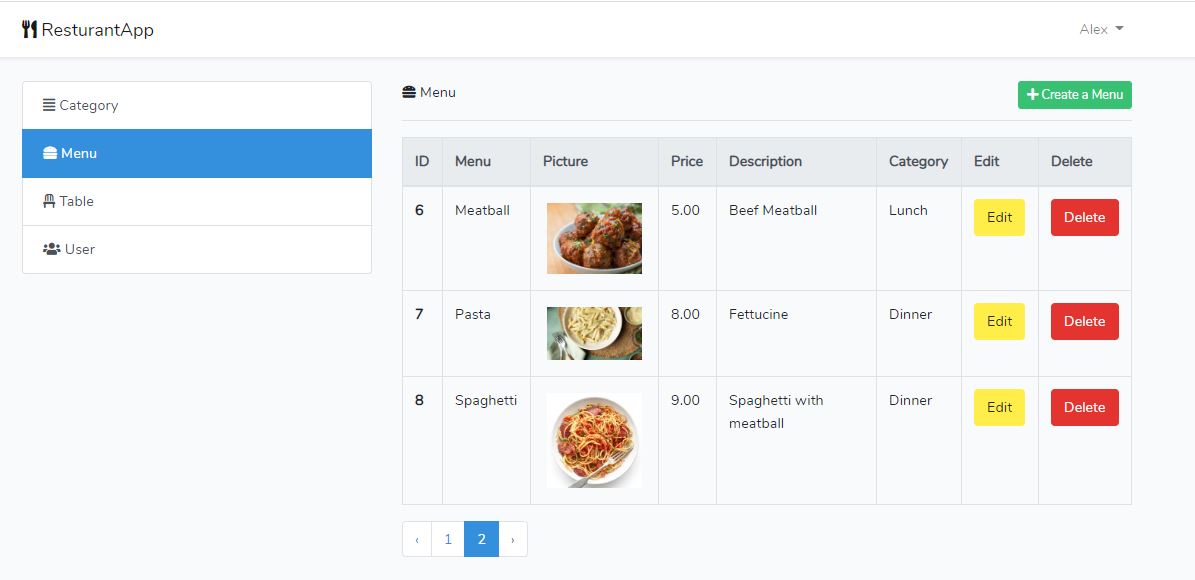 ResturantApp
Alex
Category
Menu
Table
User
Menu
Create a Menu
ID Menu Picture Price Description Category Edit Delete
6 Meatball 5.00 Beef Meatball Lunch Edit Delete
7 Pasta 8.00 Fettucine Dinner Edit Delete
8 Spaghetti 9.00 Spaghetti with Dinner Edit Delete
meatball
‹ 1 2 ›